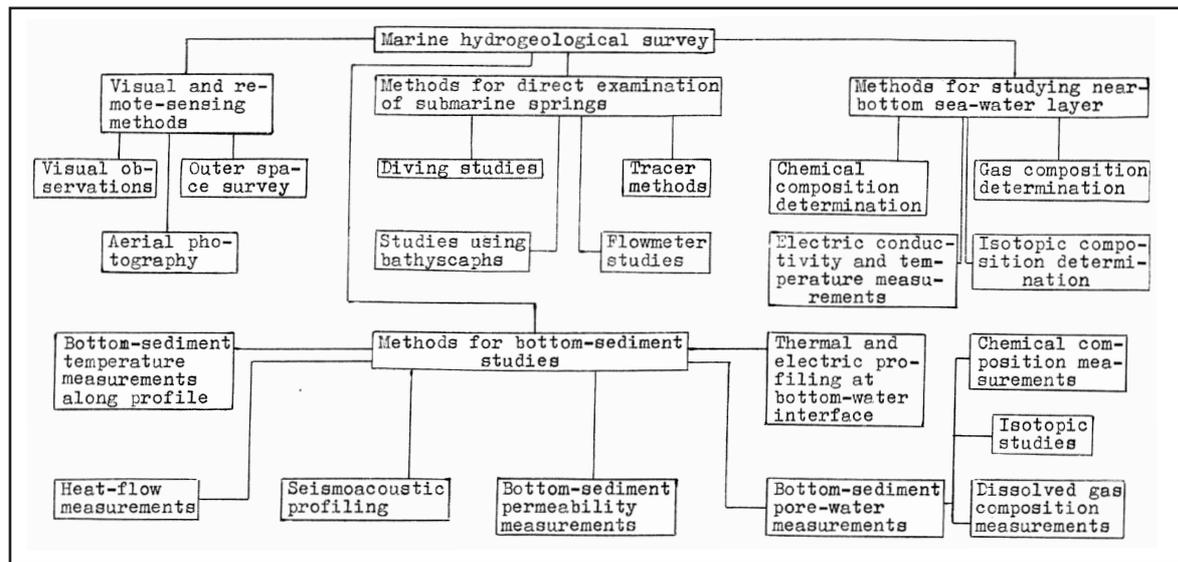 Marine hydrogeological survey
Visual and re-
mote-sensing
methods
Methods for direct examination
of submarine springs
Methods for studying near-
bottom sea-water layer
Visual ob-
servations
Outer spa-
ce survey
Aerial pho-
tography
Diving studies
Tracer
methods
Studies using
bathyscaphs
Flowmeter
studies
Chemical
composition
determination
Gas composition
determination
Electric conduc-
tivity and tem-
perature measu-
rements
Isotopic compo-
sition determi-
nation
Methods for bottom-sediment
studies
Bottom-sediment
temperature
measurements
along profile
Thermal and
electric pro-
filing at
bottom-water
interface
Chemical com-
position mea-
surements
Isotopic
studies
Heat-flow
measurements
Seismoacoustic
profiling
Bottom-sediment
permeability
measurements
Bottom-sediment
pore-water
measurements
Dissolved gas
composition
measurements